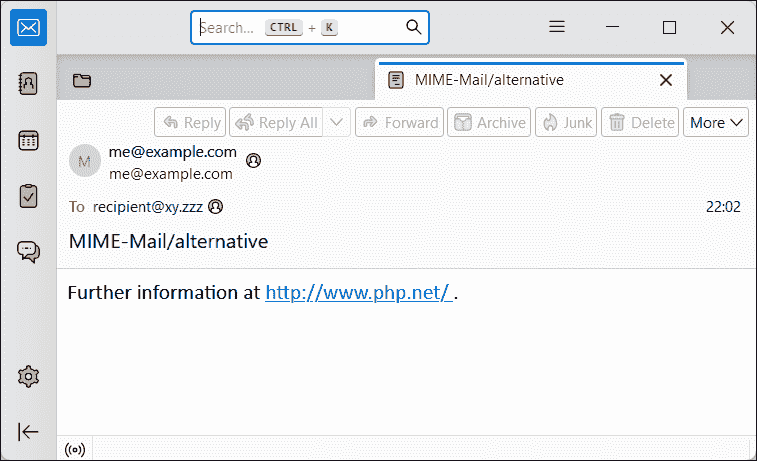 Search... CTRL + K
MIME-Mail/alternative
Reply Reply All Forward Archive Junk Delete More
M me@example.com
me@example.com
To recipient@xy.zzz 22:02
MIME-Mail/alternative
Further information at http://www.php.net/ .